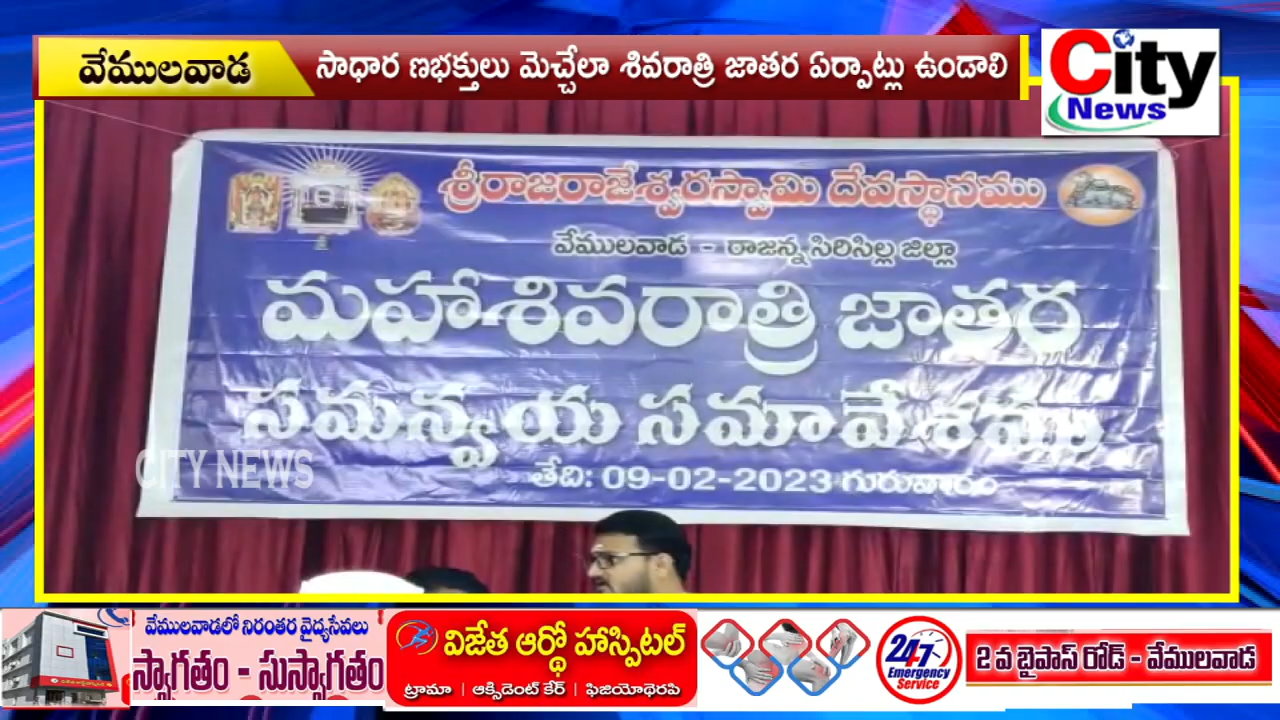 వేములవాడ
సాధార ణభక్తులు మెచ్చేలా శివరాత్రి జాతర ఏర్పాట్లు ఉండాలి
City
News
శ్రీరాజరాజేశ్వరస్వామి దేవస్థానము
వేములవాడ - రాజన్న సిరిసిల్ల జిల్లా
మహాశివరాత్రి జాతర
సమన్వయ సమావేశము
తేది: 09-02-2023 గురువారం
CITY NEWS
వేములవాడలో నిరంతర వైద్యసేవలు
స్వాగతం - సుస్వాగతం
విజేత ఆర్థో హాస్పిటల్
ట్రామా | ఆక్సిడెంట్ కేర్ | ఫిజియోథెరపి
24/7
Emergency
Service
2 వ బైపాస్ రోడ్ - వేములవాడ